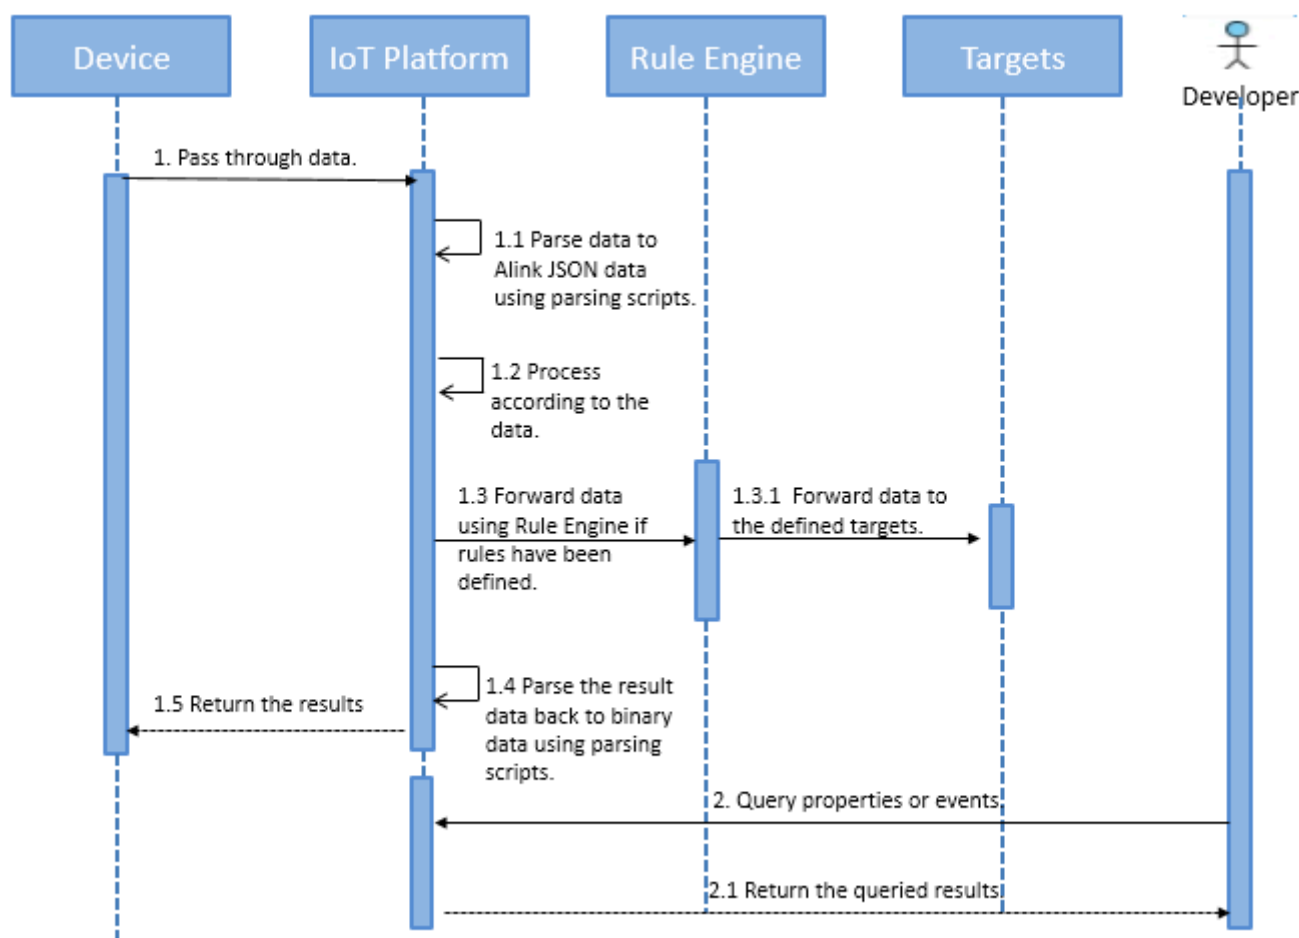 Device
IoT Platform
Rule Engine
Targets
Developer
1. Pass through data.
1.1 Parse data to
Alink JSON data
using parsing scripts.
1.2 Process
according to the
data.
1.3 Forward data
using Rule Engine if
rules have been
defined.
1.3.1 Forward data to
the defined targets.
1.4 Parse the result
data back to binary
data using parsing
scripts.
1.5 Return the results
2. Query properties or events.
2.1 Return the queried results.